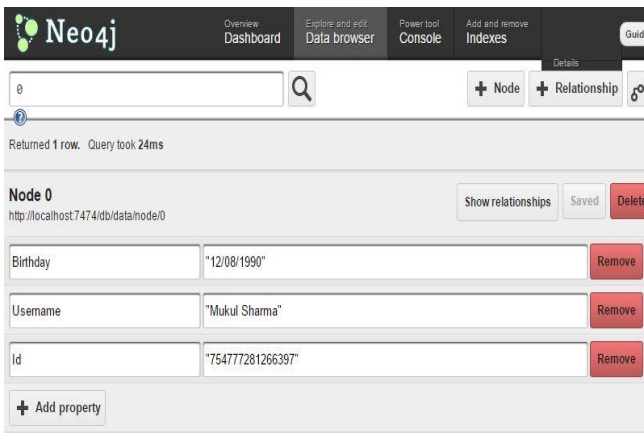 Neo4j
Overview
Dashboard
Explore and edit
Data browser
Power tool
Console
Add and remove
Indexes
Details
Guid
0
+ Node
+ Relationship
?
Returned 1 row. Query took 24ms
Node 0
http://localhost:7474/db/data/node/0
Show relationships
Saved
Delete
Birthday "12/08/1990" Remove
Username "Mukul Sharma" Remove
Id "754777281266397" Remove
+ Add property